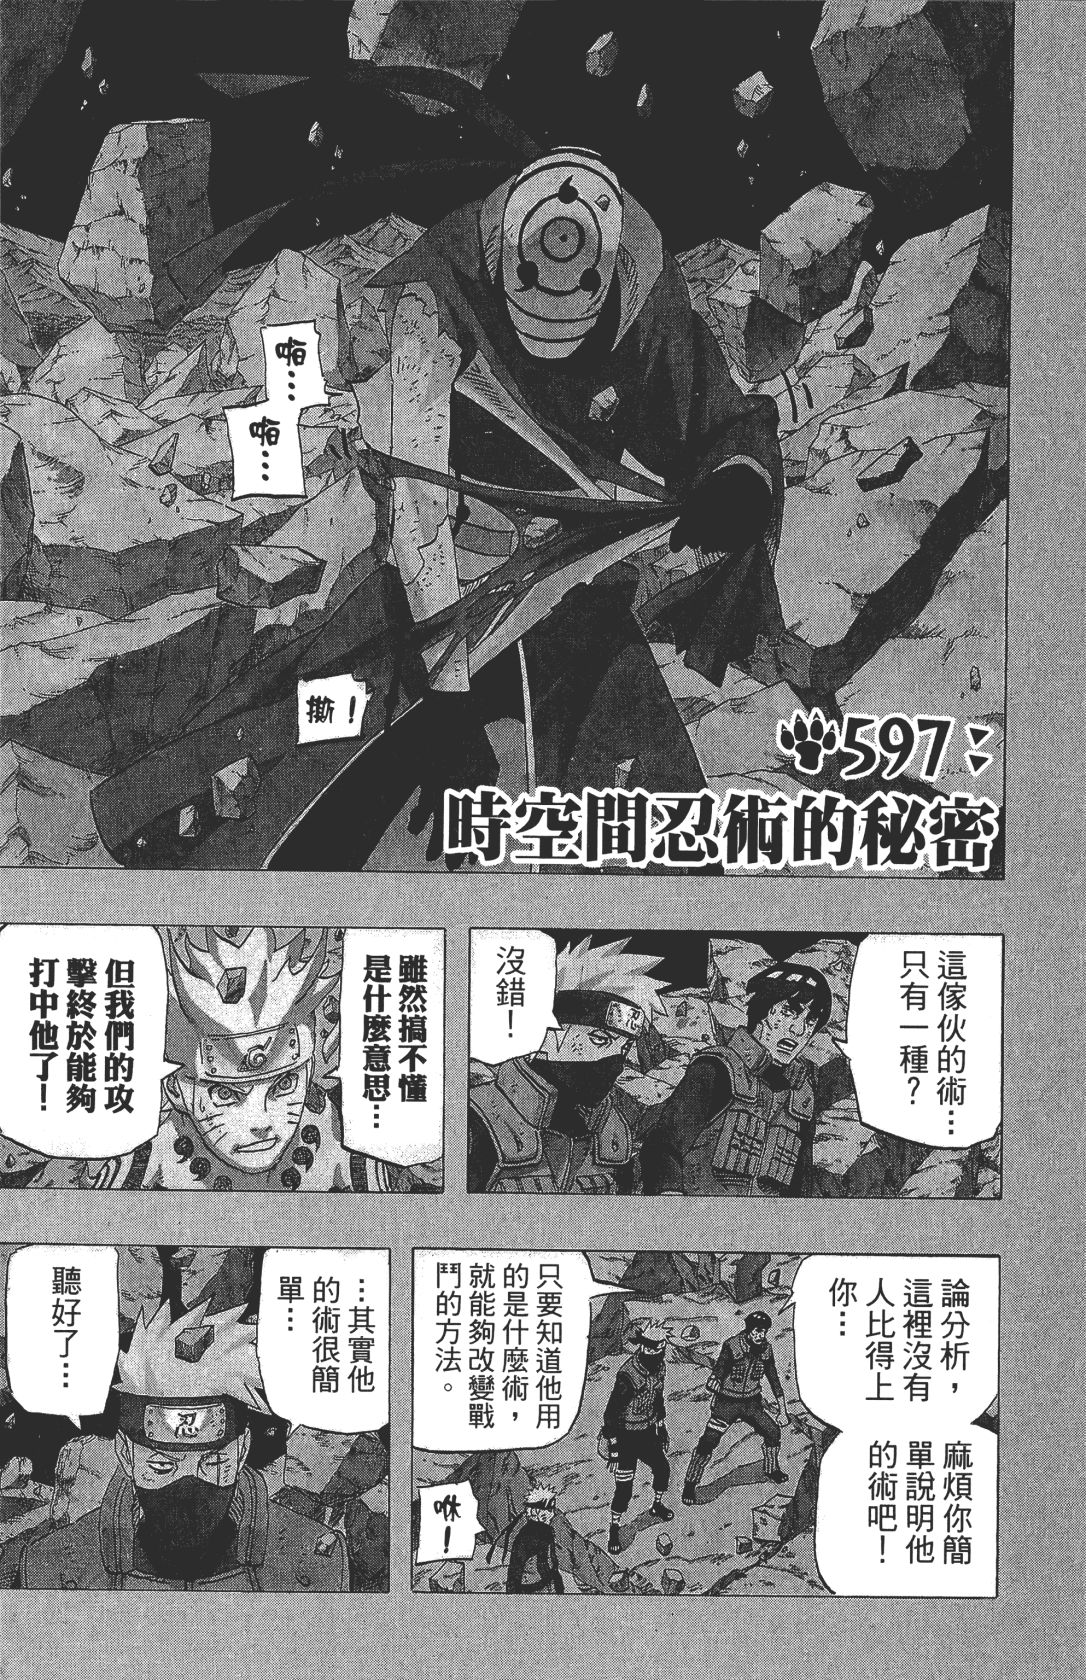 撕！
597
時空間忍術的秘密
這傢伙的術…
只有一種？
沒錯！
忍
雖然搞不懂
是什麼意思…
但我們的攻
擊終於能夠
打中他了！
論分析，
這裡沒有
人比得上
你…
麻煩你簡
單說明他
的術吧！
只要知道他用
的是什麼術，
就能夠改變戰
鬥的方法。
咻！
…其實他
的術很簡
單…
聽好了…
忍